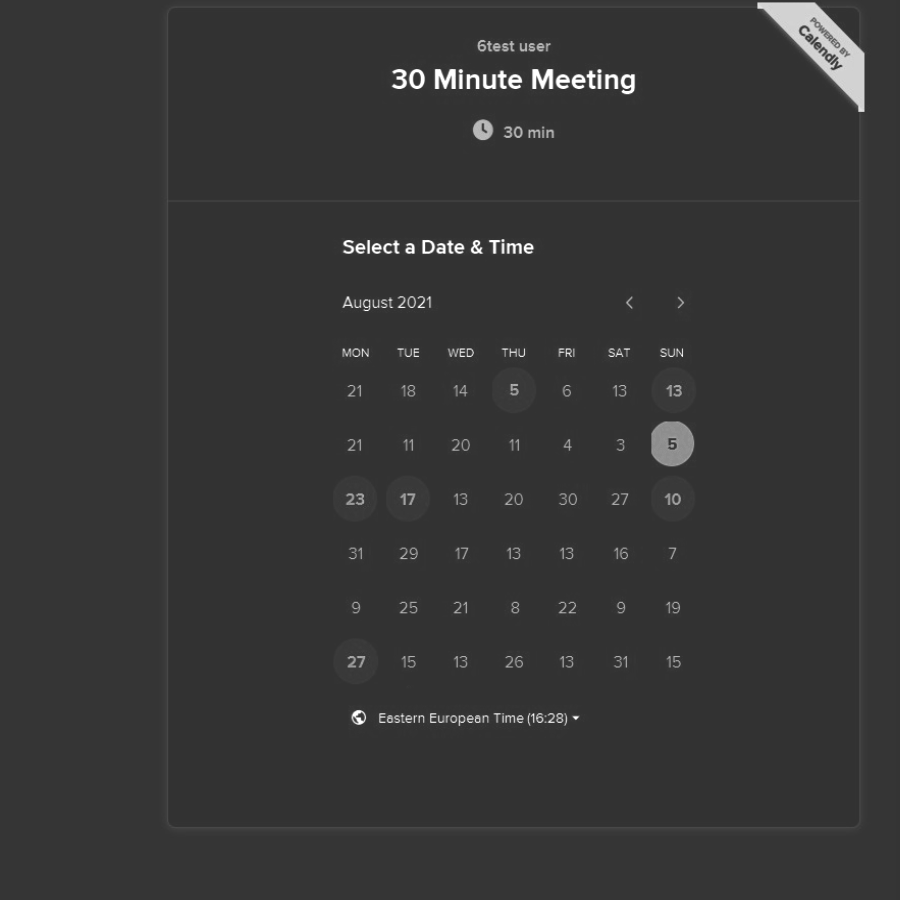 POWERED BY
Calendly
6test user
30 Minute Meeting
30 min
Select a Date & Time
August 2021
MON TUE WED THU FRI SAT SUN
21 18 14 5 6 13 13
21 11 20 11 4 3 5
23 17 13 20 30 27 10
31 29 17 13 13 16 7
9 25 21 8 22 9 19
27 15 13 26 13 31 15
Eastern European Time (16:28)